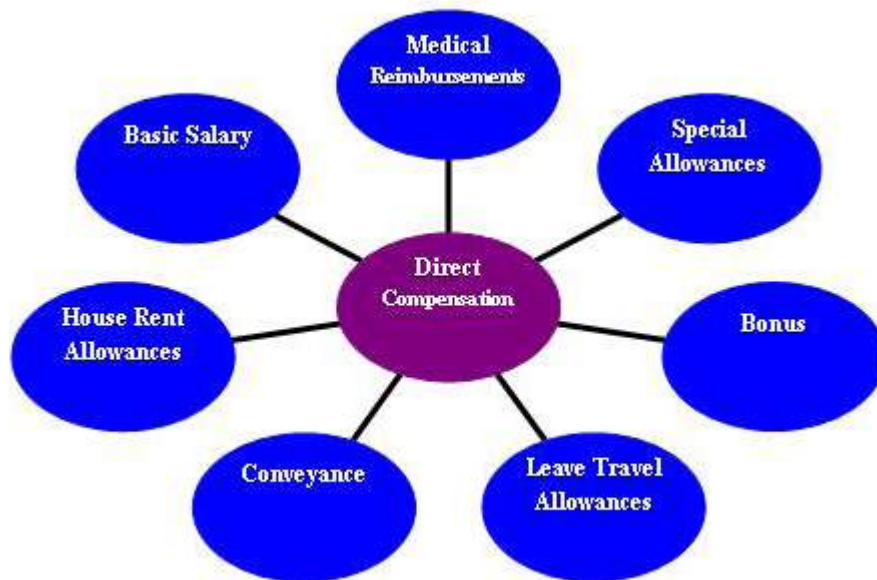 Medical
Reimbursements
Basic Salary
Special
Allowances
Direct
Compensation
House Rent
Allowances
Bonus
Conveyance
Leave Travel
Allowances